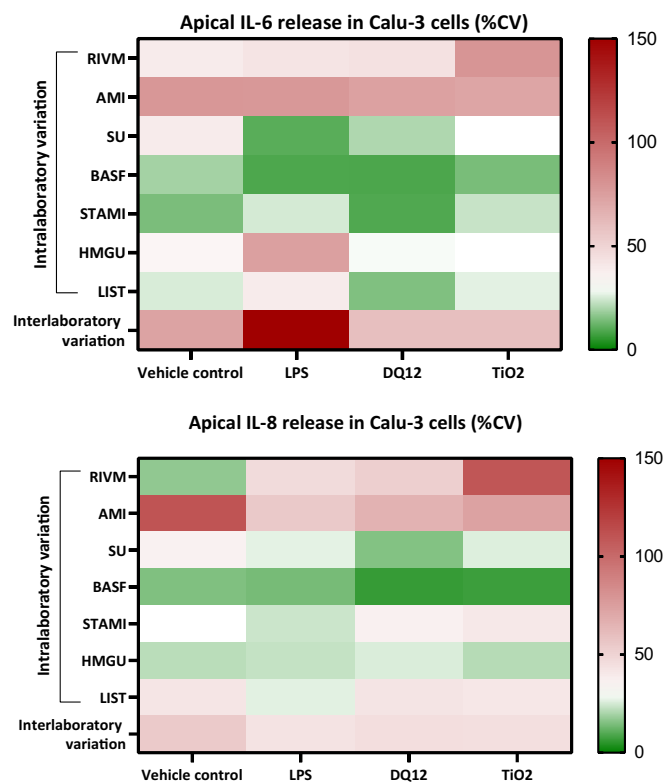 Apical IL-6 release in Calu-3 cells (%CV)
Intralaboratory variation
RIVM
AMI
SU
BASF
STAMI
HMGU
LIST
Interlaboratory
variation
Vehicle control LPS DQ12 TiO2
150
100
50
0
Apical IL-8 release in Calu-3 cells (%CV)
Intralaboratory variation
RIVM
AMI
SU
BASF
STAMI
HMGU
LIST
Interlaboratory
variation
Vehicle control LPS DQ12 TiO2
150
100
50
0